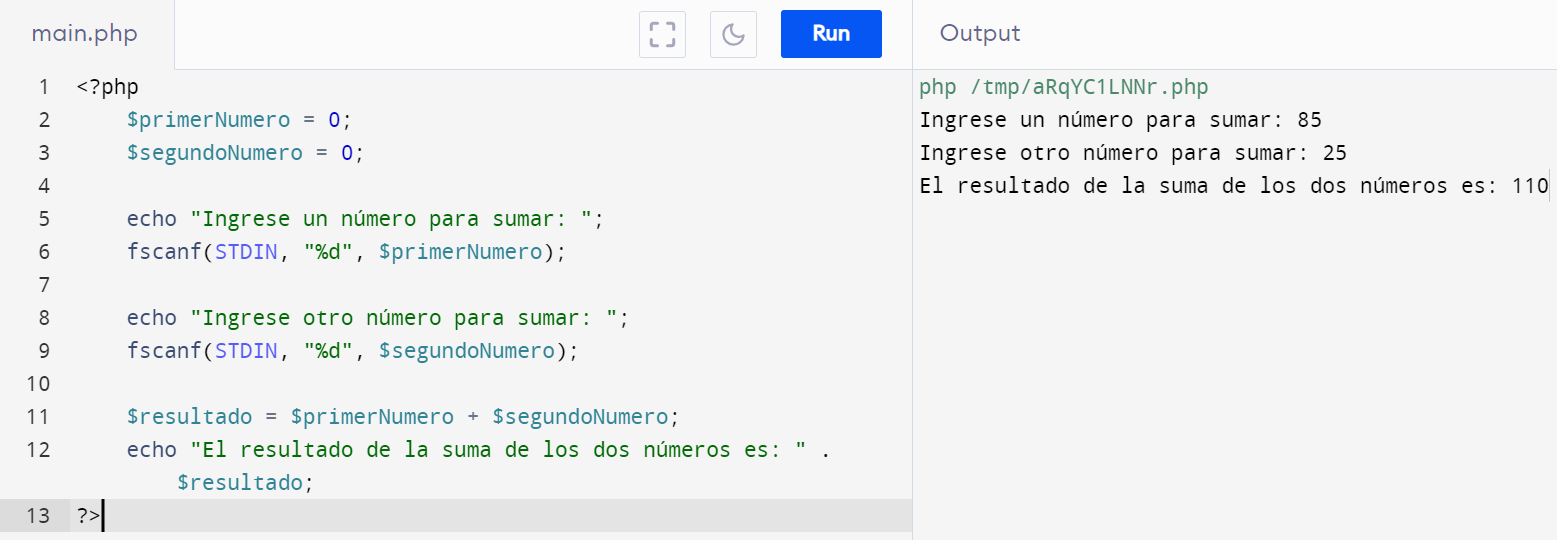 main.php
Run
Output
1 <?php
2     $primerNumero = 0;
3     $segundoNumero = 0;
4
5     echo "Ingrese un número para sumar: ";
6     fscanf(STDIN, "%d", $primerNumero);
7
8     echo "Ingrese otro número para sumar: ";
9     fscanf(STDIN, "%d", $segundoNumero);
10
11     $resultado = $primerNumero + $segundoNumero;
12     echo "El resultado de la suma de los dos números es: " .
        $resultado;
13 ?>
php /tmp/aRqYC1LNNr.php
Ingrese un número para sumar: 85
Ingrese otro número para sumar: 25
El resultado de la suma de los dos números es: 110